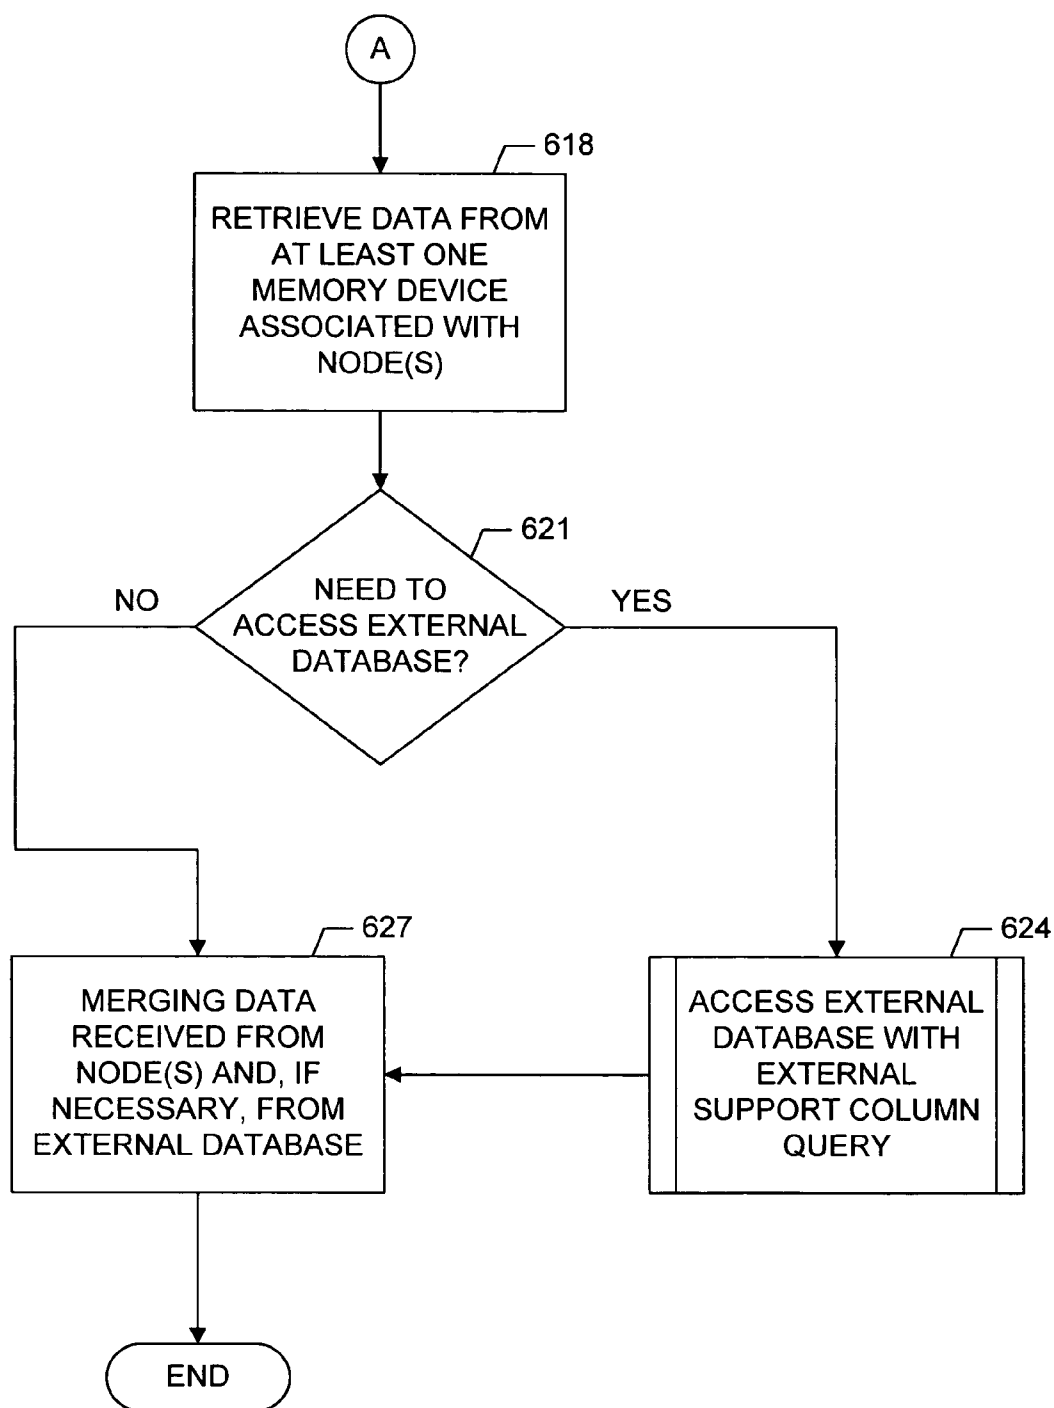 A
618
RETRIEVE DATA FROM
AT LEAST ONE
MEMORY DEVICE
ASSOCIATED WITH
NODE(S)
621
NO
NEED TO
ACCESS EXTERNAL
DATABASE?
YES
627
MERGING DATA
RECEIVED FROM
NODE(S) AND, IF
NECESSARY, FROM
EXTERNAL DATABASE
624
ACCESS EXTERNAL
DATABASE WITH
EXTERNAL
SUPPORT COLUMN
QUERY
END